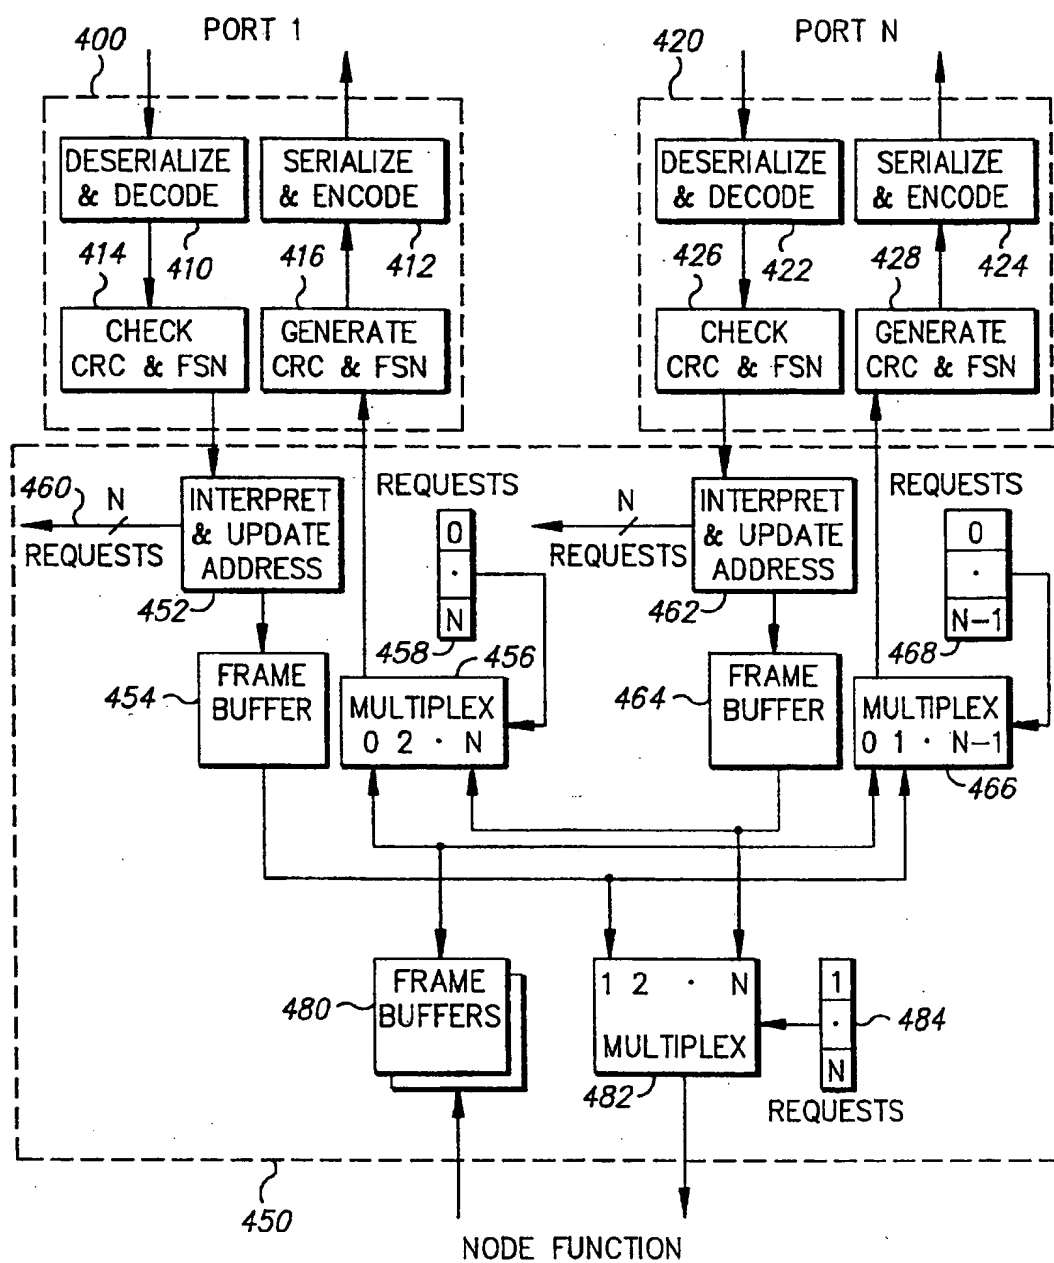 PORT 1
PORT N
400
420
DESERIALIZE
& DECODE
SERIALIZE
& ENCODE
DESERIALIZE
& DECODE
SERIALIZE
& ENCODE
414
410
416
412
426
422
428
424
CHECK
CRC & FSN
GENERATE
CRC & FSN
CHECK
CRC & FSN
GENERATE
CRC & FSN
460
N
REQUESTS
INTERPRET
& UPDATE
ADDRESS
452
REQUESTS
0
·
N
458
456
N
REQUESTS
INTERPRET
& UPDATE
ADDRESS
462
REQUESTS
0
·
N-1
468
454
FRAME
BUFFER
MULTIPLEX
0 2 · N
464
FRAME
BUFFER
MULTIPLEX
0 1 · N-1
466
480
FRAME
BUFFERS
1 2 · N
MULTIPLEX
482
1
·
N
484
REQUESTS
450
NODE FUNCTION